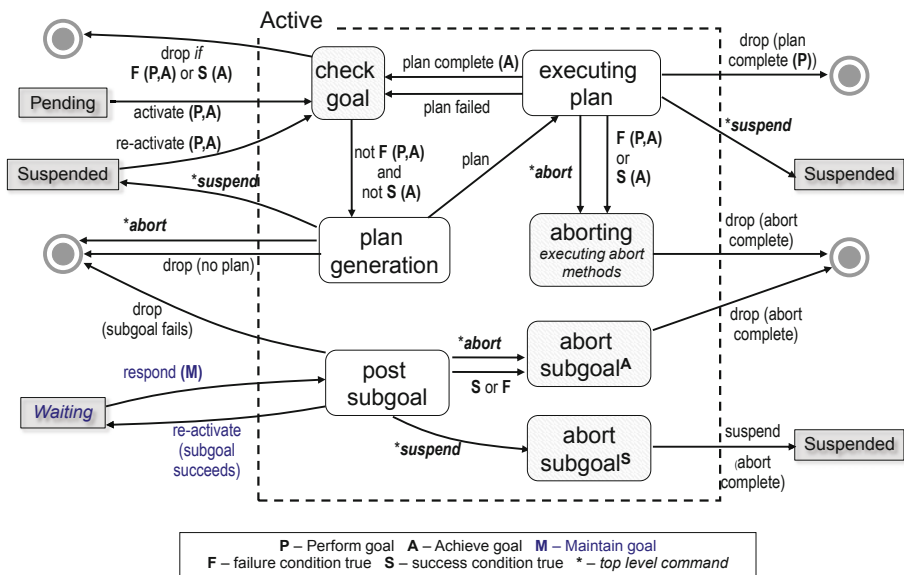 Active
drop if
F (P,A) or S (A)
check
goal
plan complete (A)
plan failed
executing
plan
drop (plan
complete (P))
Pending
activate (P,A)
re-activate (P,A)
Suspended
*suspend
not F (P,A)
and
not S (A)
plan
*abort
F (P,A)
or
S (A)
*suspend
Suspended
*abort
drop (no plan)
plan
generation
aborting
executing abort
methods
drop (abort
complete)
drop
(subgoal fails)
respond (M)
Waiting
re-activate
(subgoal
succeeds)
post
subgoal
*abort
S or F
abort
subgoalA
drop (abort
complete)
*suspend
abort
subgoalS
suspend
(abort
complete)
Suspended
P – Perform goal A – Achieve goal M – Maintain goal
F – failure condition true S – success condition true * – top level command